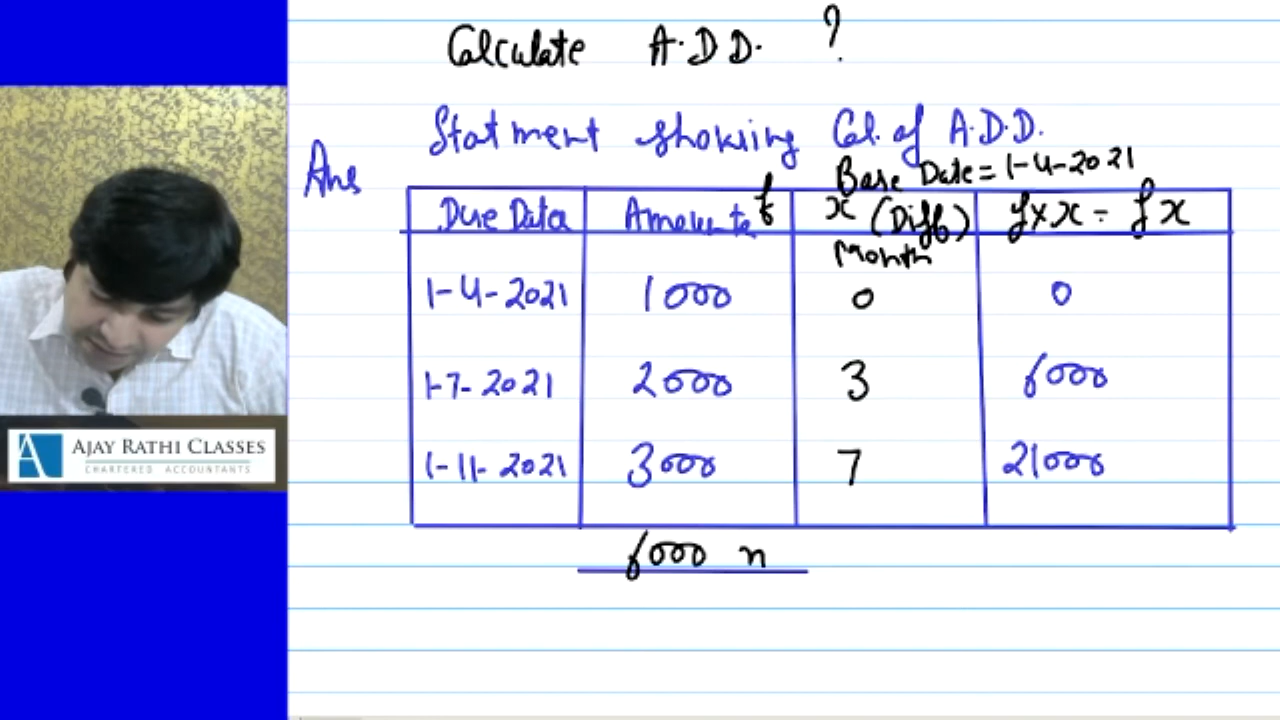 Calculate A.D.D. ?
Statment showing Cal. of A.D.D.
Ans
Base Date = 1-4-2021
Due Date Amounts f x (Diff) f×x = fx
Month
1-4-2021 1000 0 0
1-7-2021 2000 3 6000
1-11-2021 3000 7 21000
6000 n
AJAY RATHI CLASSES
CHARTERED ACCOUNTANTS